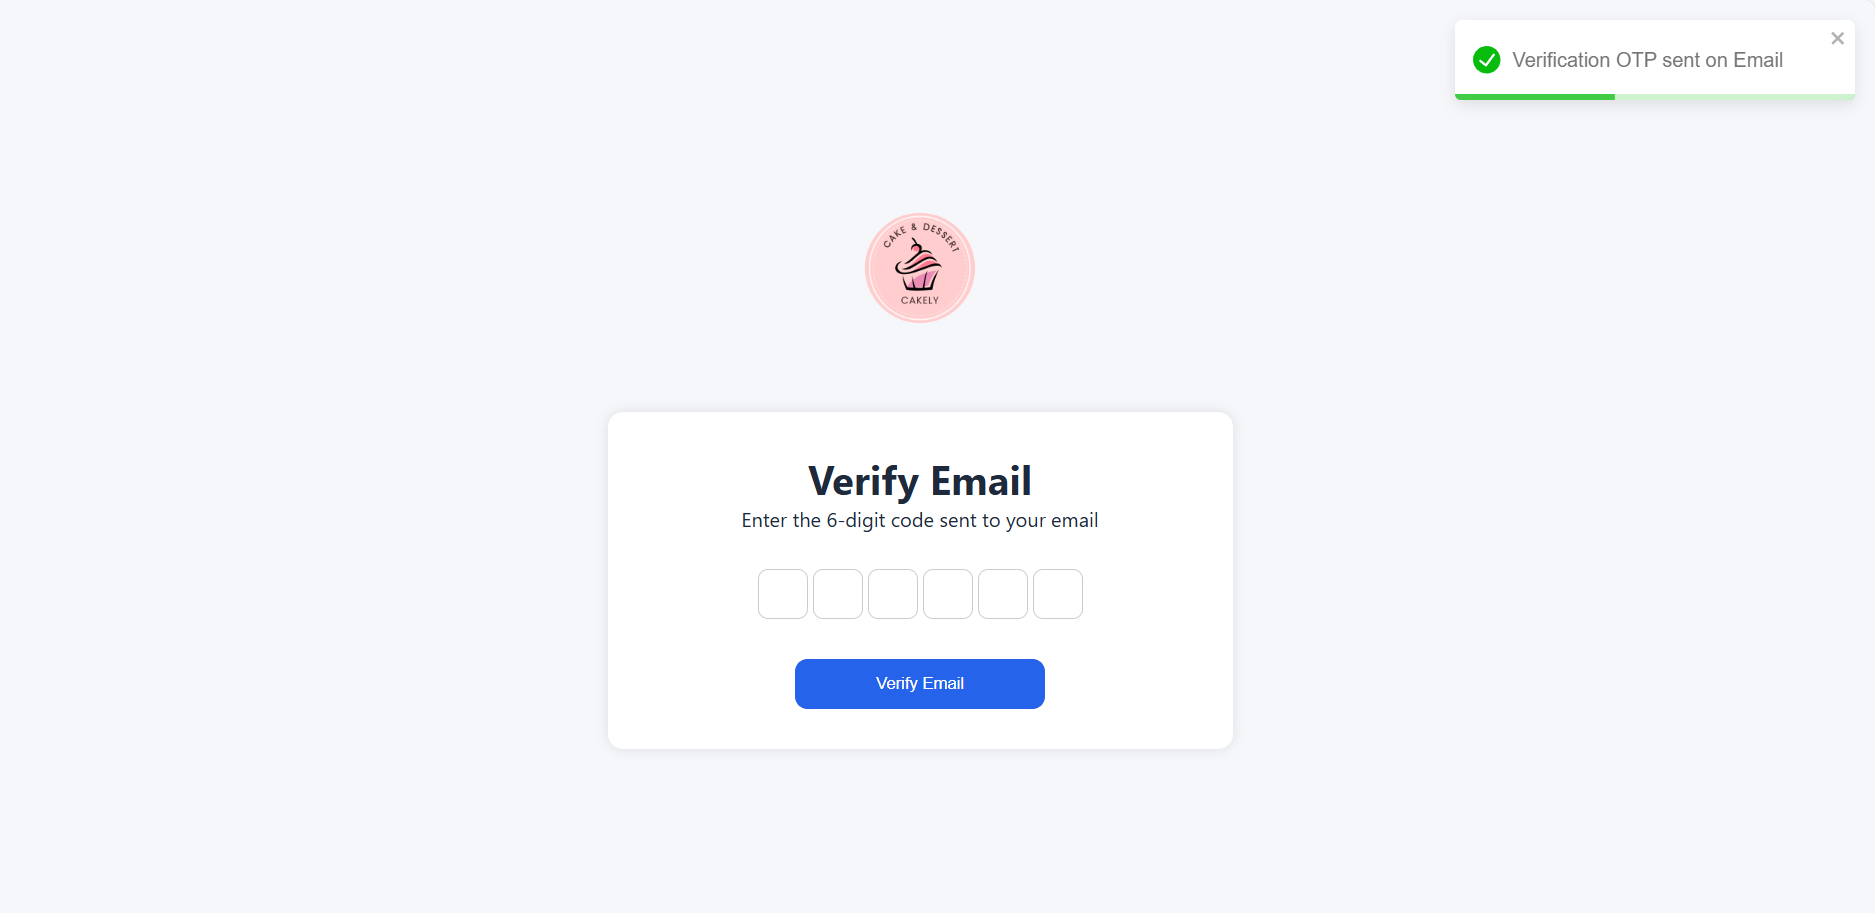 Verification OTP sent on Email
CAKE & DESSERT
CAKELY
Verify Email
Enter the 6-digit code sent to your email
Verify Email